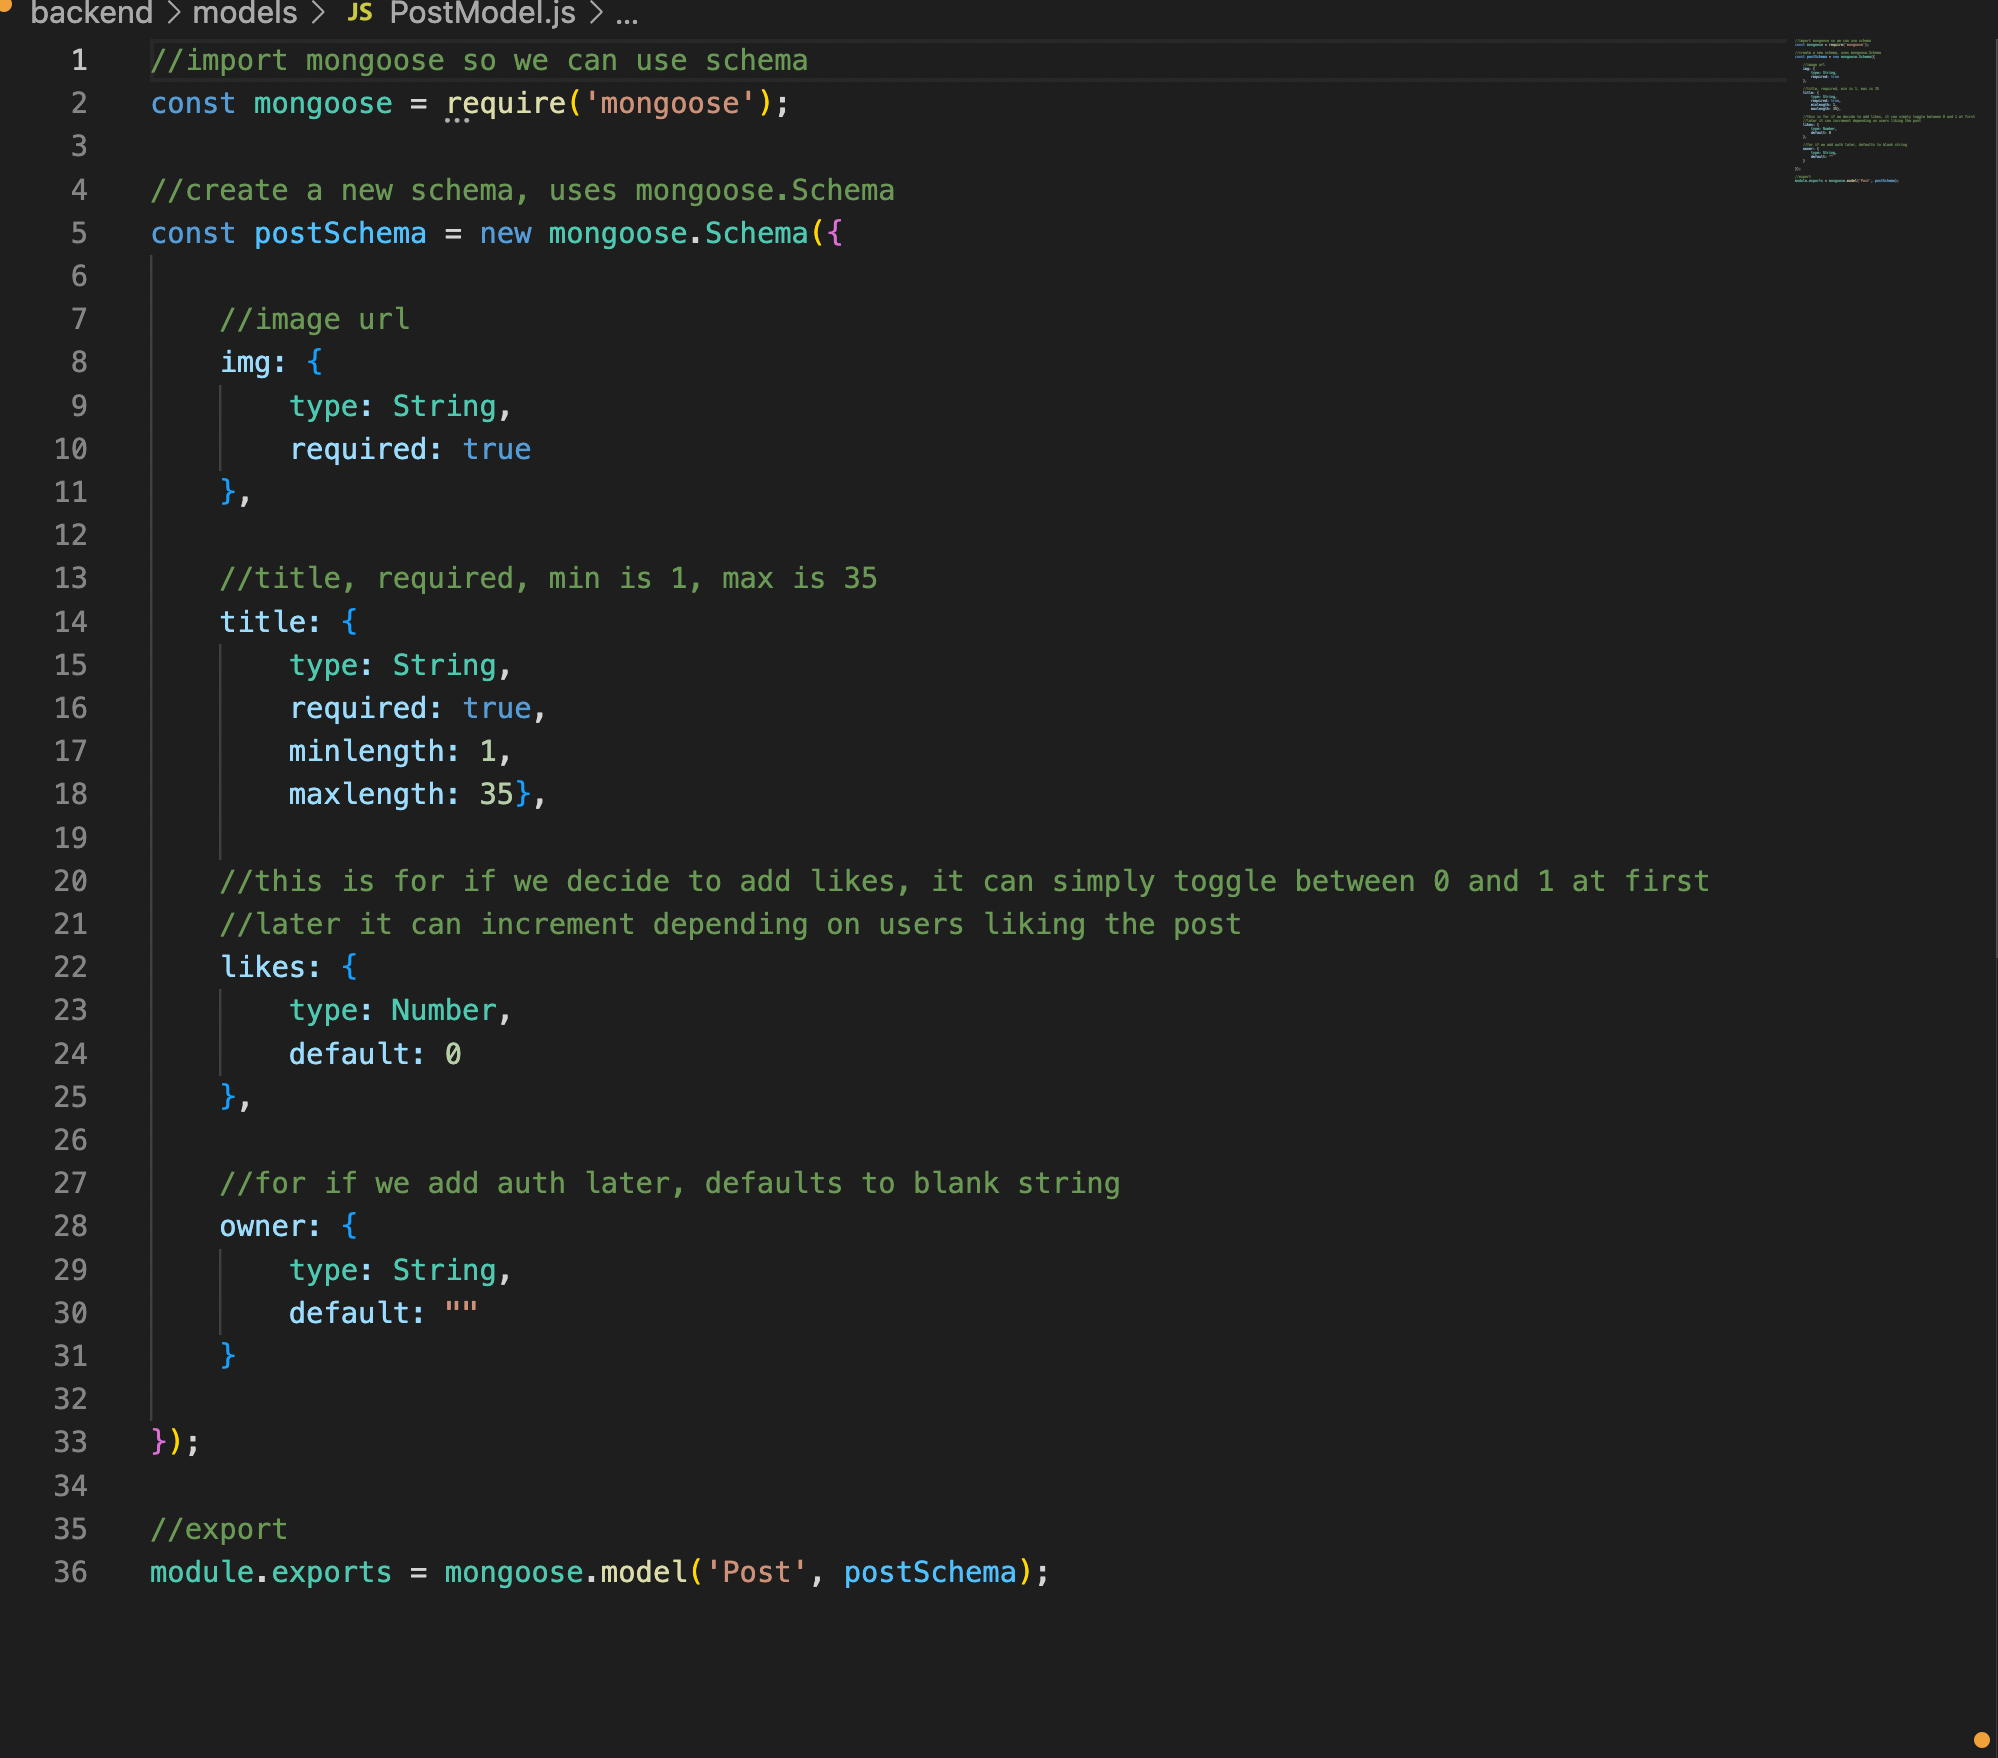 backend > models > JS PostModel.js > ...
1 //import mongoose so we can use schema
2 const mongoose = require('mongoose');
3
4 //create a new schema, uses mongoose.Schema
5 const postSchema = new mongoose.Schema({
6
7     //image url
8     img: {
9         type: String,
10         required: true
11     },
12
13     //title, required, min is 1, max is 35
14     title: {
15         type: String,
16         required: true,
17         minlength: 1,
18         maxlength: 35},
19
20     //this is for if we decide to add likes, it can simply toggle between 0 and 1 at first
21     //later it can increment depending on users liking the post
22     likes: {
23         type: Number,
24         default: 0
25     },
26
27     //for if we add auth later, defaults to blank string
28     owner: {
29         type: String,
30         default: ""
31     }
32
33 });
34
35 //export
36 module.exports = mongoose.model('Post', postSchema);